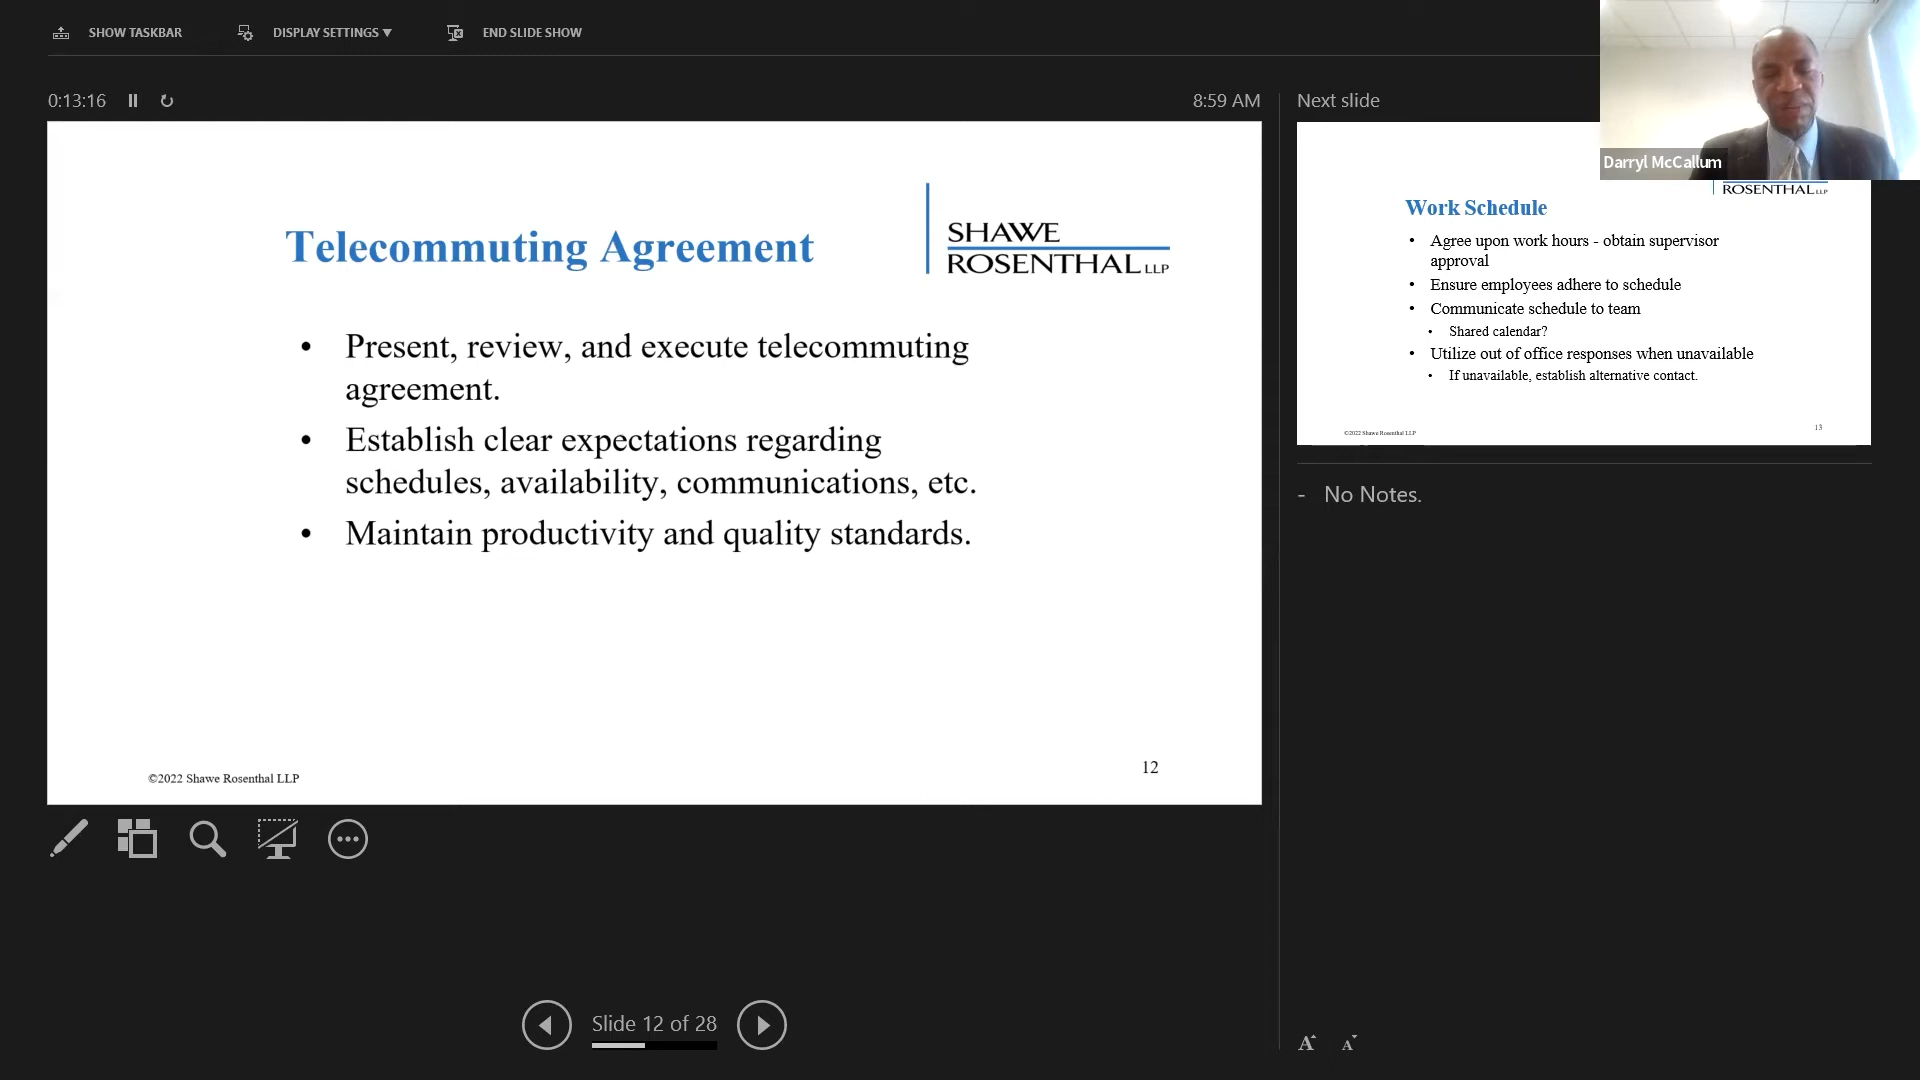 SHOW TASKBAR
DISPLAY SETTINGS ▼
END SLIDE SHOW
0:13:16
8:59 AM
Next slide
Darryl McCallum
Telecommuting Agreement
SHAWE
ROSENTHAL LLP
• Present, review, and execute telecommuting
agreement.
• Establish clear expectations regarding
schedules, availability, communications, etc.
• Maintain productivity and quality standards.
©2022 Shawe Rosenthal LLP
12
ROSENTHAL LLP
Work Schedule
• Agree upon work hours - obtain supervisor
approval
• Ensure employees adhere to schedule
• Communicate schedule to team
• Shared calendar?
• Utilize out of office responses when unavailable
• If unavailable, establish alternative contact.
©2022 Shawe Rosenthal LLP
13
- No Notes.
Slide 12 of 28
A A